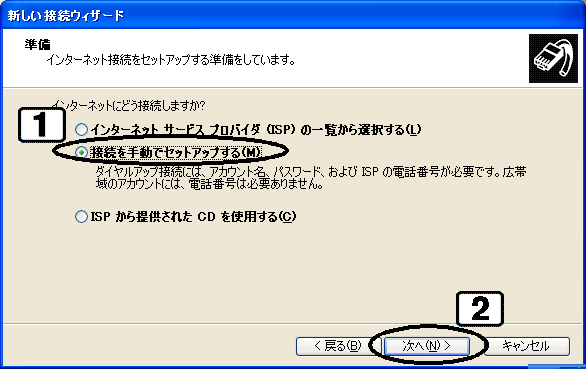 新しい接続ウィザード
準備
インターネット接続をセットアップする準備をしています。
インターネットにどう接続しますか?
1
インターネット サービス プロバイダ (ISP) の一覧から選択する(L)
接続を手動でセットアップする(M)
ダイヤルアップ接続には、アカウント名、パスワード、および ISP の電話番号が必要です。広帯
域のアカウントには、電話番号は必要ありません。
ISP から提供された CD を使用する(C)
2
< 戻る(B)
次へ(N) >
キャンセル